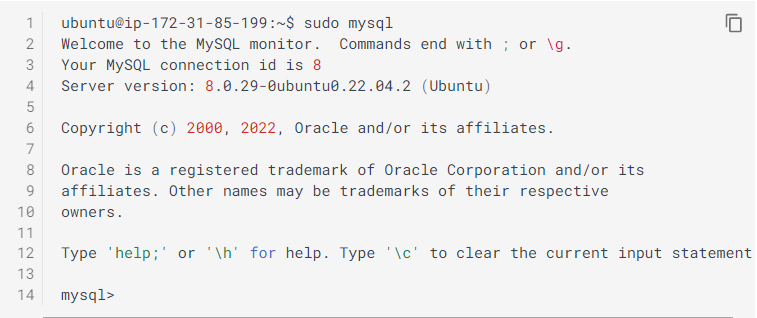 1 ubuntu@ip-172-31-85-199:~$ sudo mysql
2 Welcome to the MySQL monitor.  Commands end with ; or \g.
3 Your MySQL connection id is 8
4 Server version: 8.0.29-0ubuntu0.22.04.2 (Ubuntu)
5
6 Copyright (c) 2000, 2022, Oracle and/or its affiliates.
7
8 Oracle is a registered trademark of Oracle Corporation and/or its
9 affiliates. Other names may be trademarks of their respective
10 owners.
11
12 Type 'help;' or '\h' for help. Type '\c' to clear the current input statement
13
14 mysql>